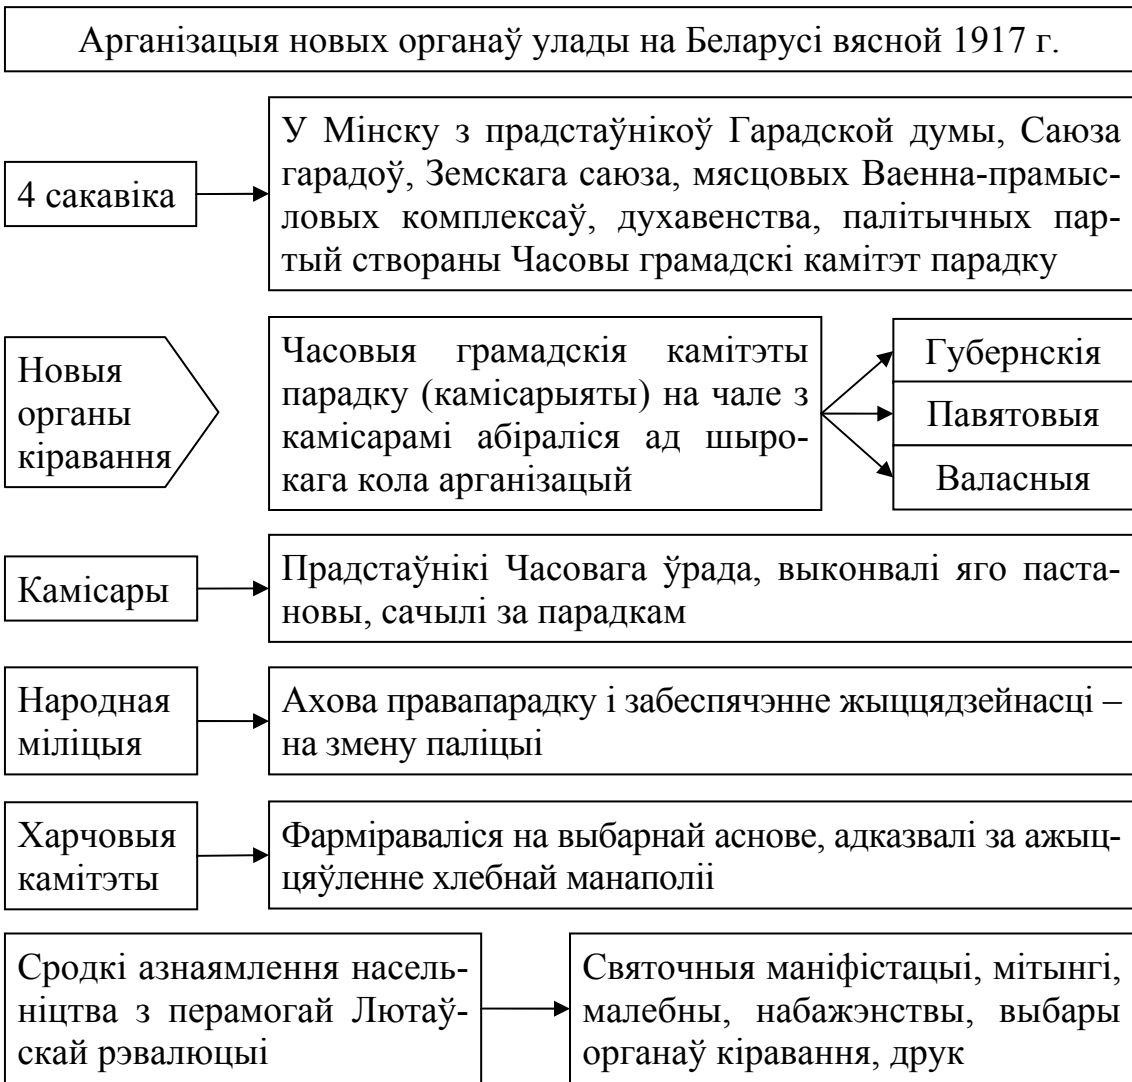 Арганізацыя новых органаў улады на Беларусі вясной 1917 г.
4 сакавіка
У Мінску з прадстаўнікоў Гарадской думы, Саюза
гарадоў, Земскага саюза, мясцовых Ваенна-прамыс-
ловых комплексаў, духавенства, палітычных пар-
тый створаны Часовы грамадскі камітэт парадку
Новыя
органы
кіравання
Часовыя грамадскія камітэты
парадку (камісарыяты) на чале з
камісарамі абіраліся ад шыро-
кага кола арганізацый
Губернскія
Павятовыя
Валасныя
Камісары
Прадстаўнікі Часовага ўрада, выконвалі яго паста-
новы, сачылі за парадкам
Народная
міліцыя
Ахова правапарадку і забеспячэнне жыццядзейнасці –
на змену паліцыі
Харчовыя
камітэты
Фарміраваліся на выбарнай аснове, адказвалі за ажыц-
цяўленне хлебнай манаполіі
Сродкі азнаямлення насель-
ніцтва з перамогай Лютаў-
скай рэвалюцыі
Святочныя маніфістацыі, мітынгі,
малебны, набажэнствы, выбары
органаў кіравання, друк